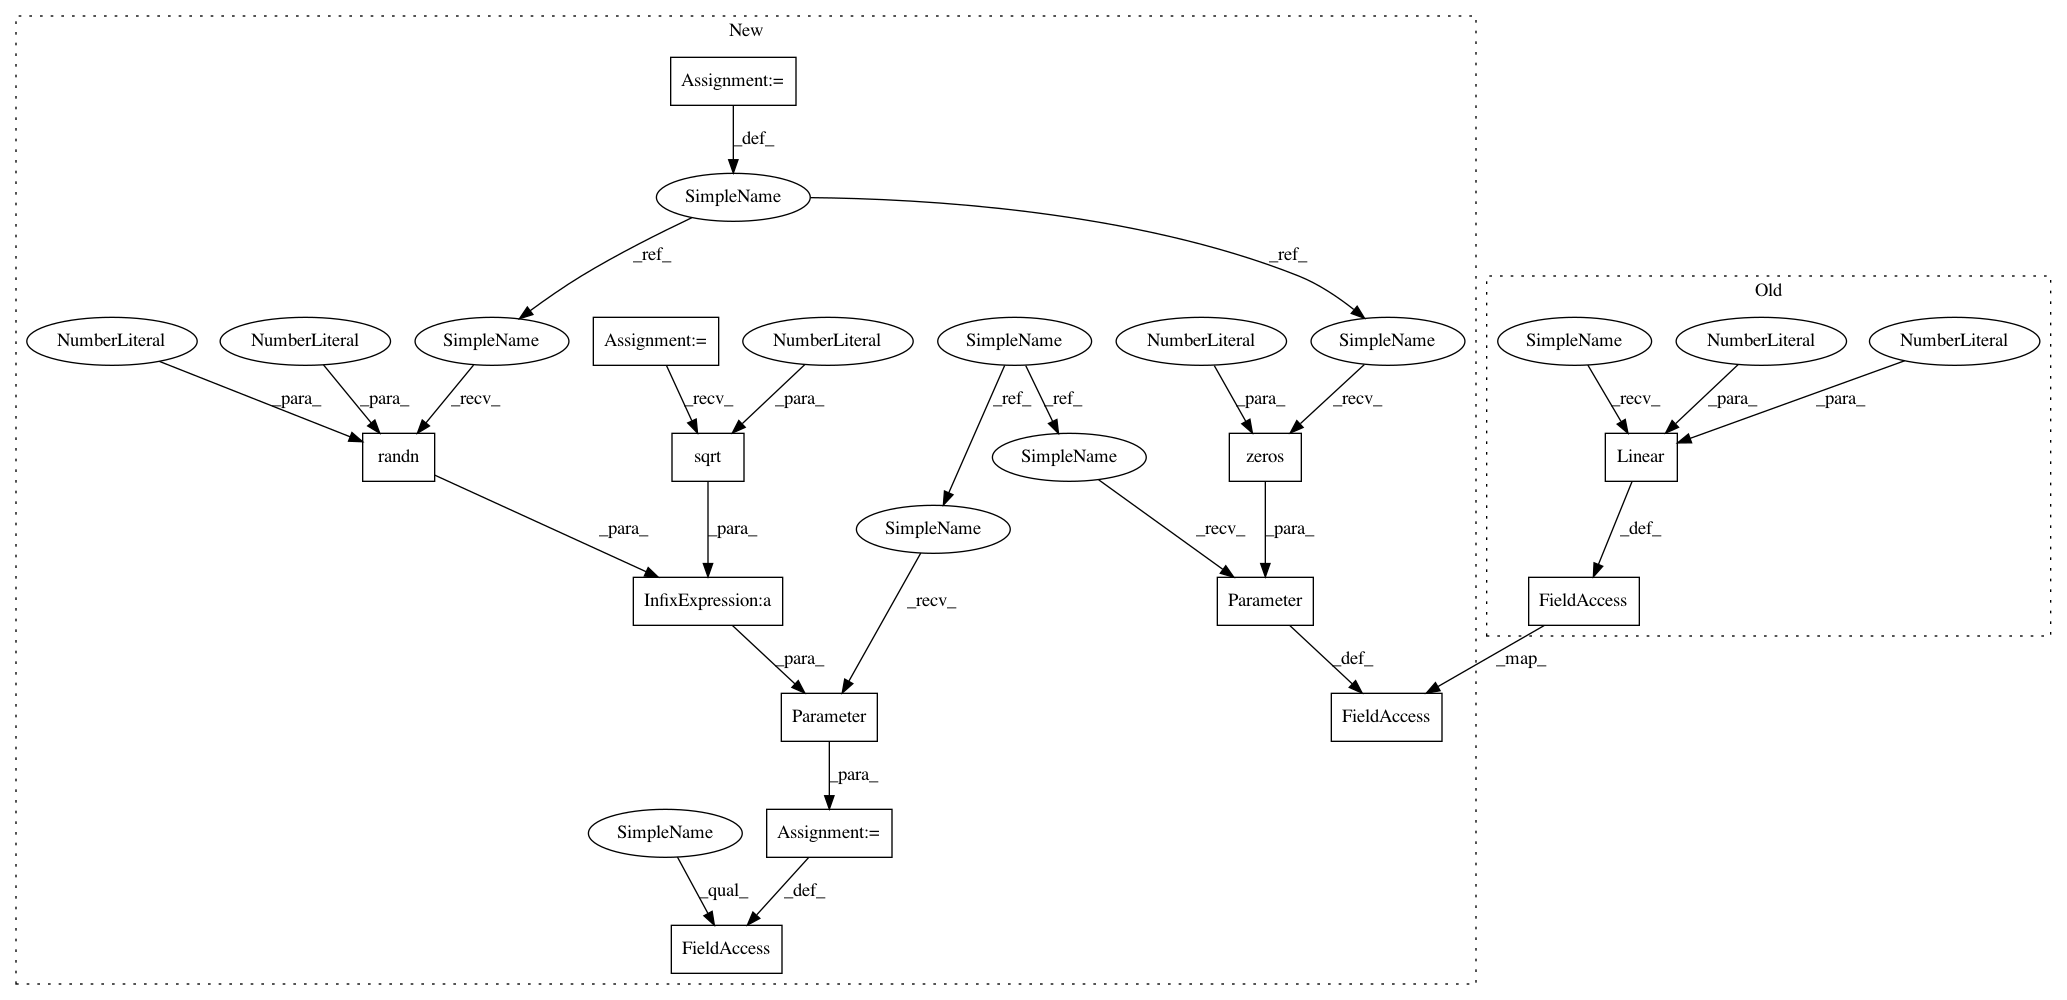 New
Assignment:=
_def_
SimpleName
_ref_
_ref_
Old
NumberLiteral
NumberLiteral
SimpleName
Assignment:=
NumberLiteral
SimpleName
NumberLiteral
SimpleName
SimpleName
NumberLiteral
NumberLiteral
_para_
_para_
_recv_
_recv_
_para_
_ref_
_ref_
_para_
_recv_
_recv_
_para_
_para_
randn
sqrt
SimpleName
zeros
Linear
_para_
_para_
SimpleName
_recv_
_para_
_def_
InfixExpression:a
_recv_
Parameter
FieldAccess
_para_
_def_
_map_
Parameter
FieldAccess
_para_
SimpleName
Assignment:=
_qual_
_def_
FieldAccess